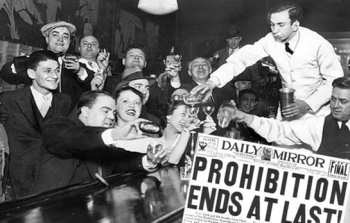 DAILY MIRROR
FINAL
PROHIBITION
ENDS AT LAST!